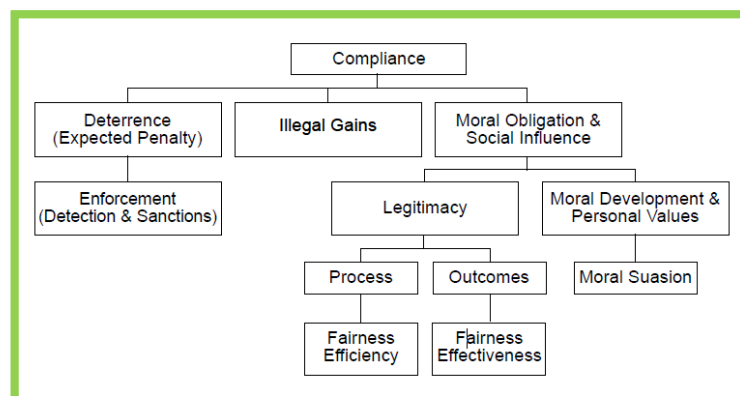 Compliance
Deterrence
(Expected Penalty)
Illegal Gains
Moral Obligation &
Social Influence
Enforcement
(Detection & Sanctions)
Legitimacy
Moral Development &
Personal Values
Process
Outcomes
Moral Suasion
Fairness
Efficiency
Fairness
Effectiveness